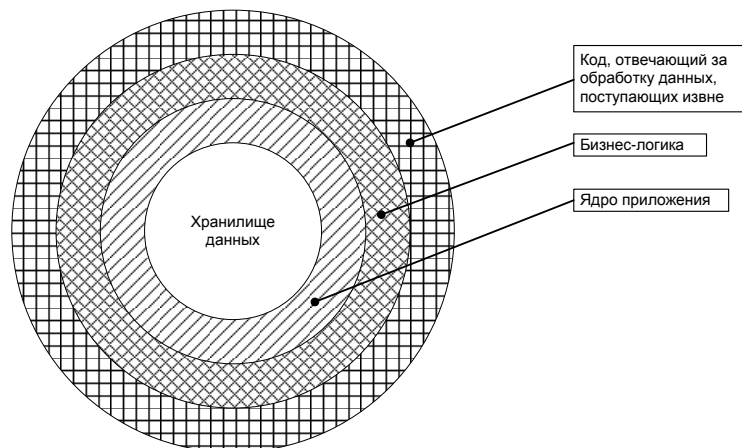 Код, отвечающий за
обработку данных,
поступающих извне
Бизнес-логика
Ядро приложения
Хранилище
данных